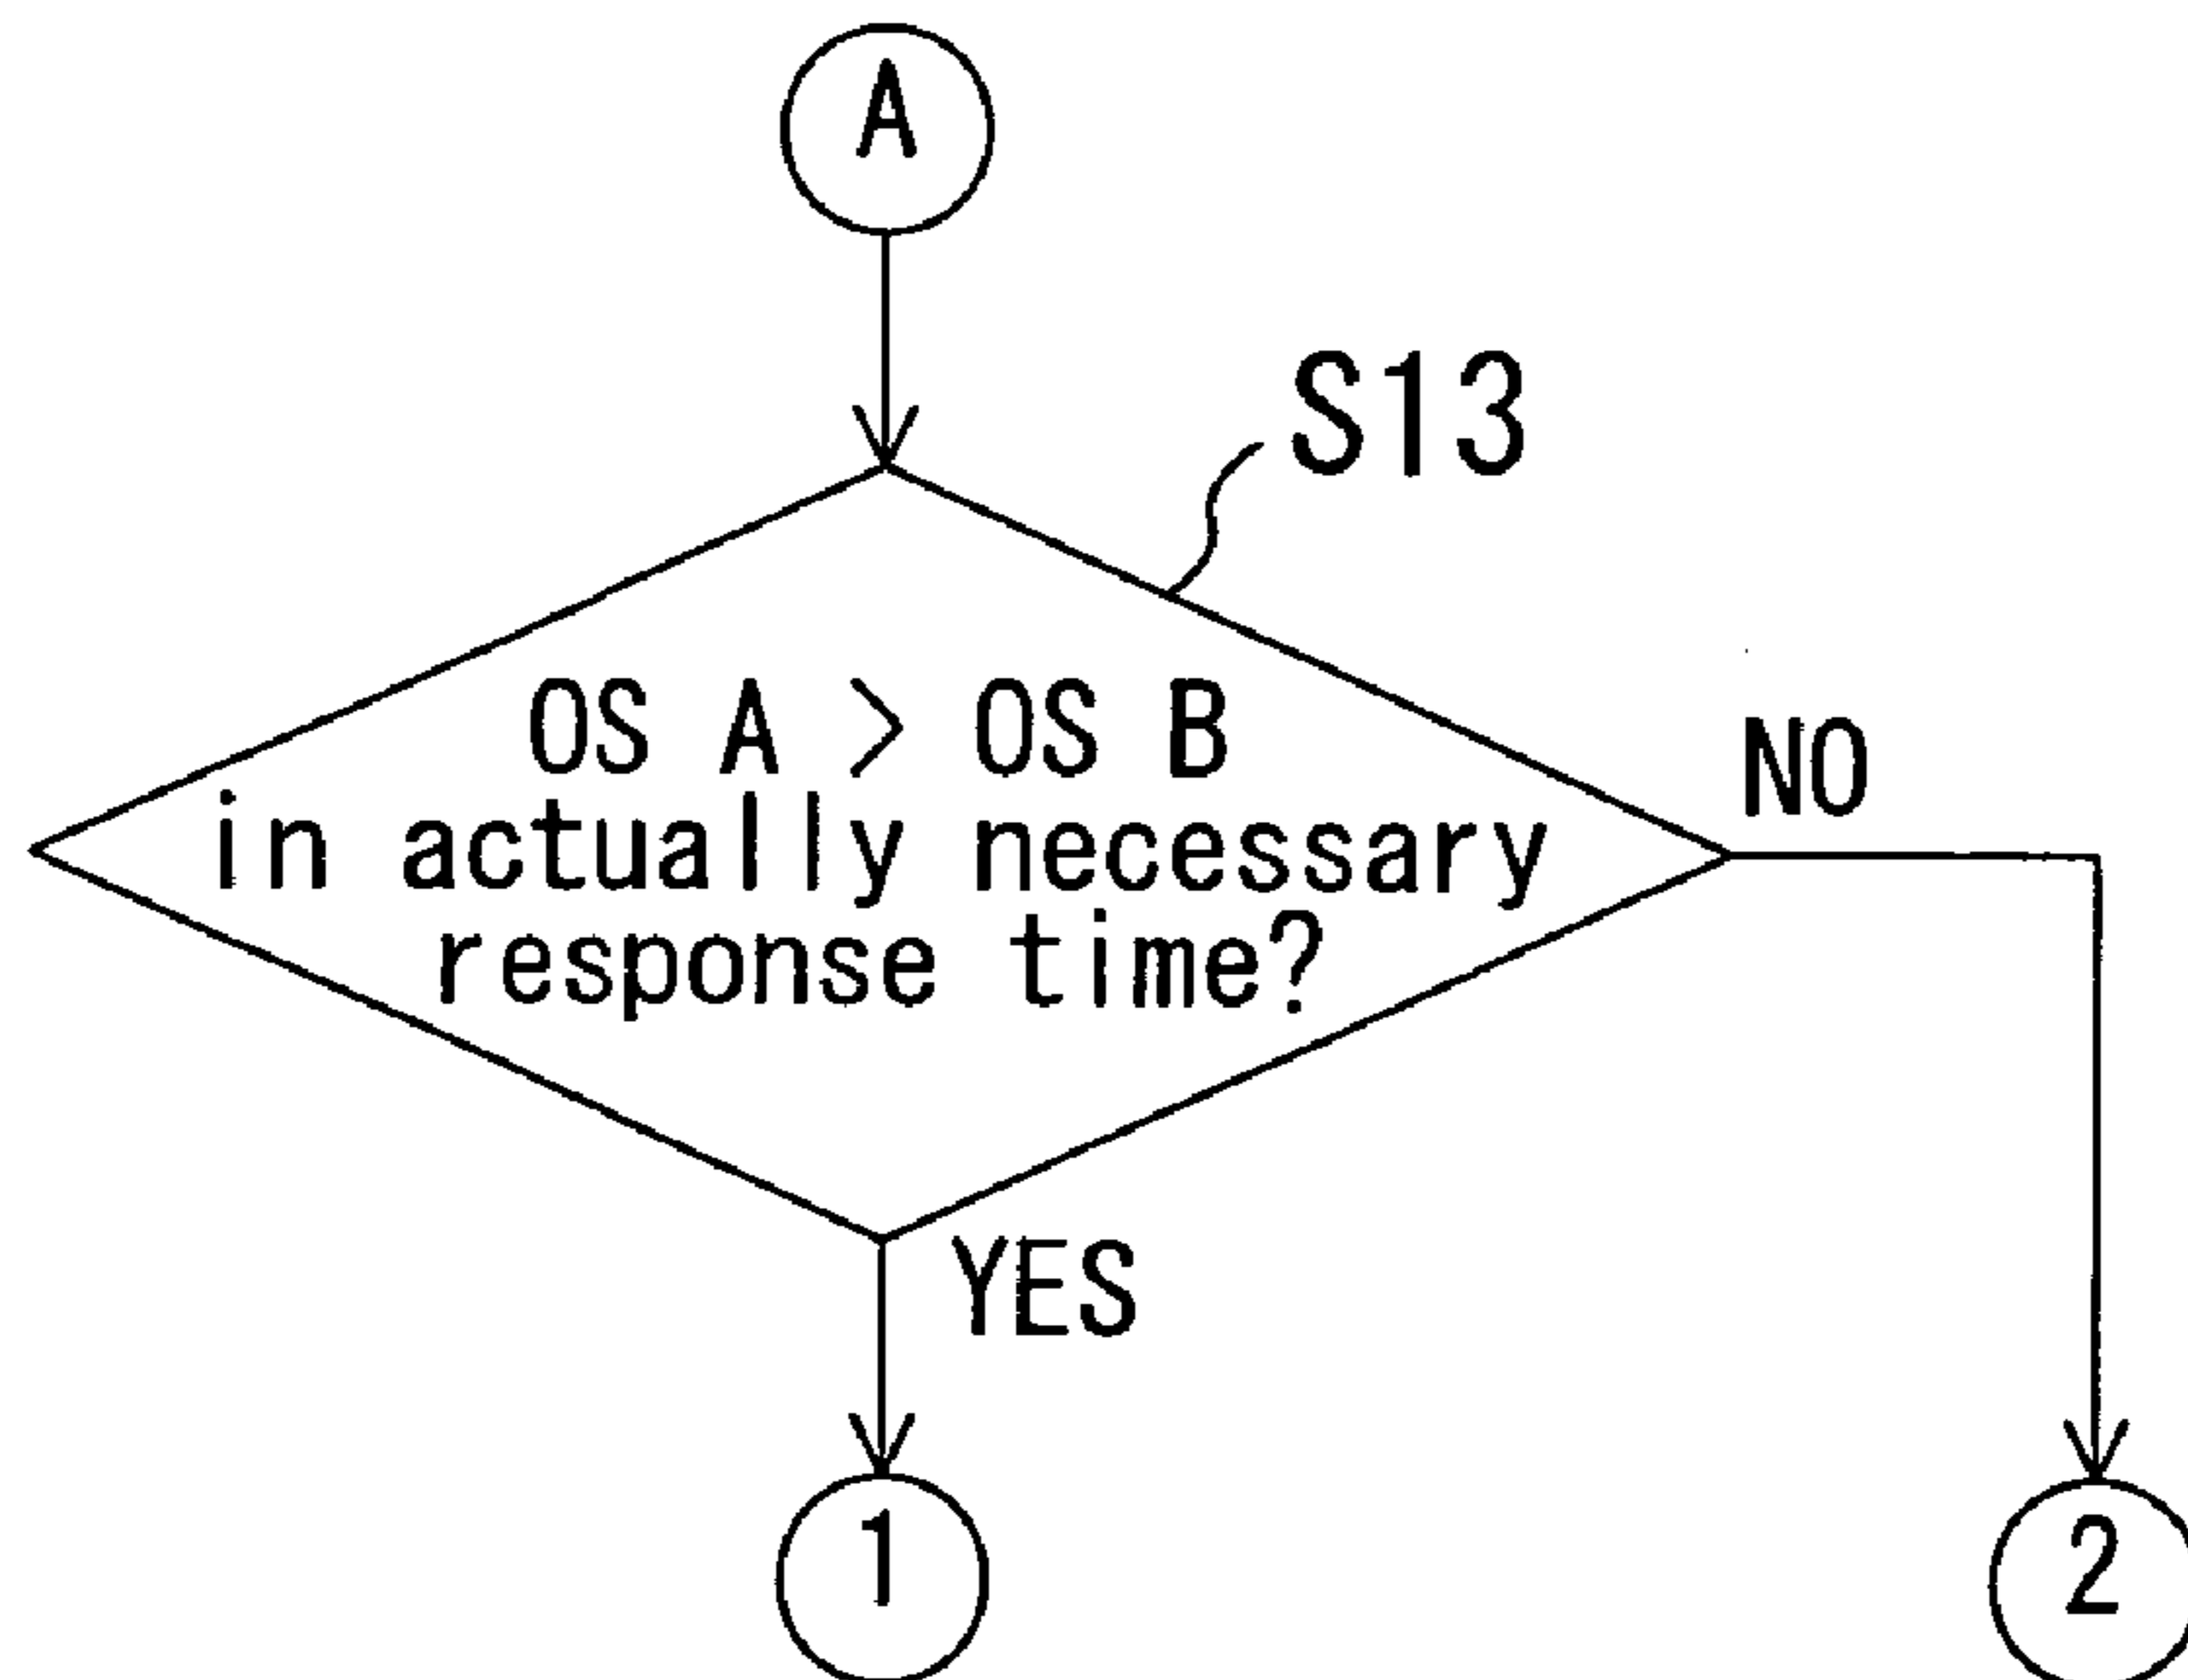 A
S13
OS A > OS B
in actually necessary
response time?
NO
YES
1
2